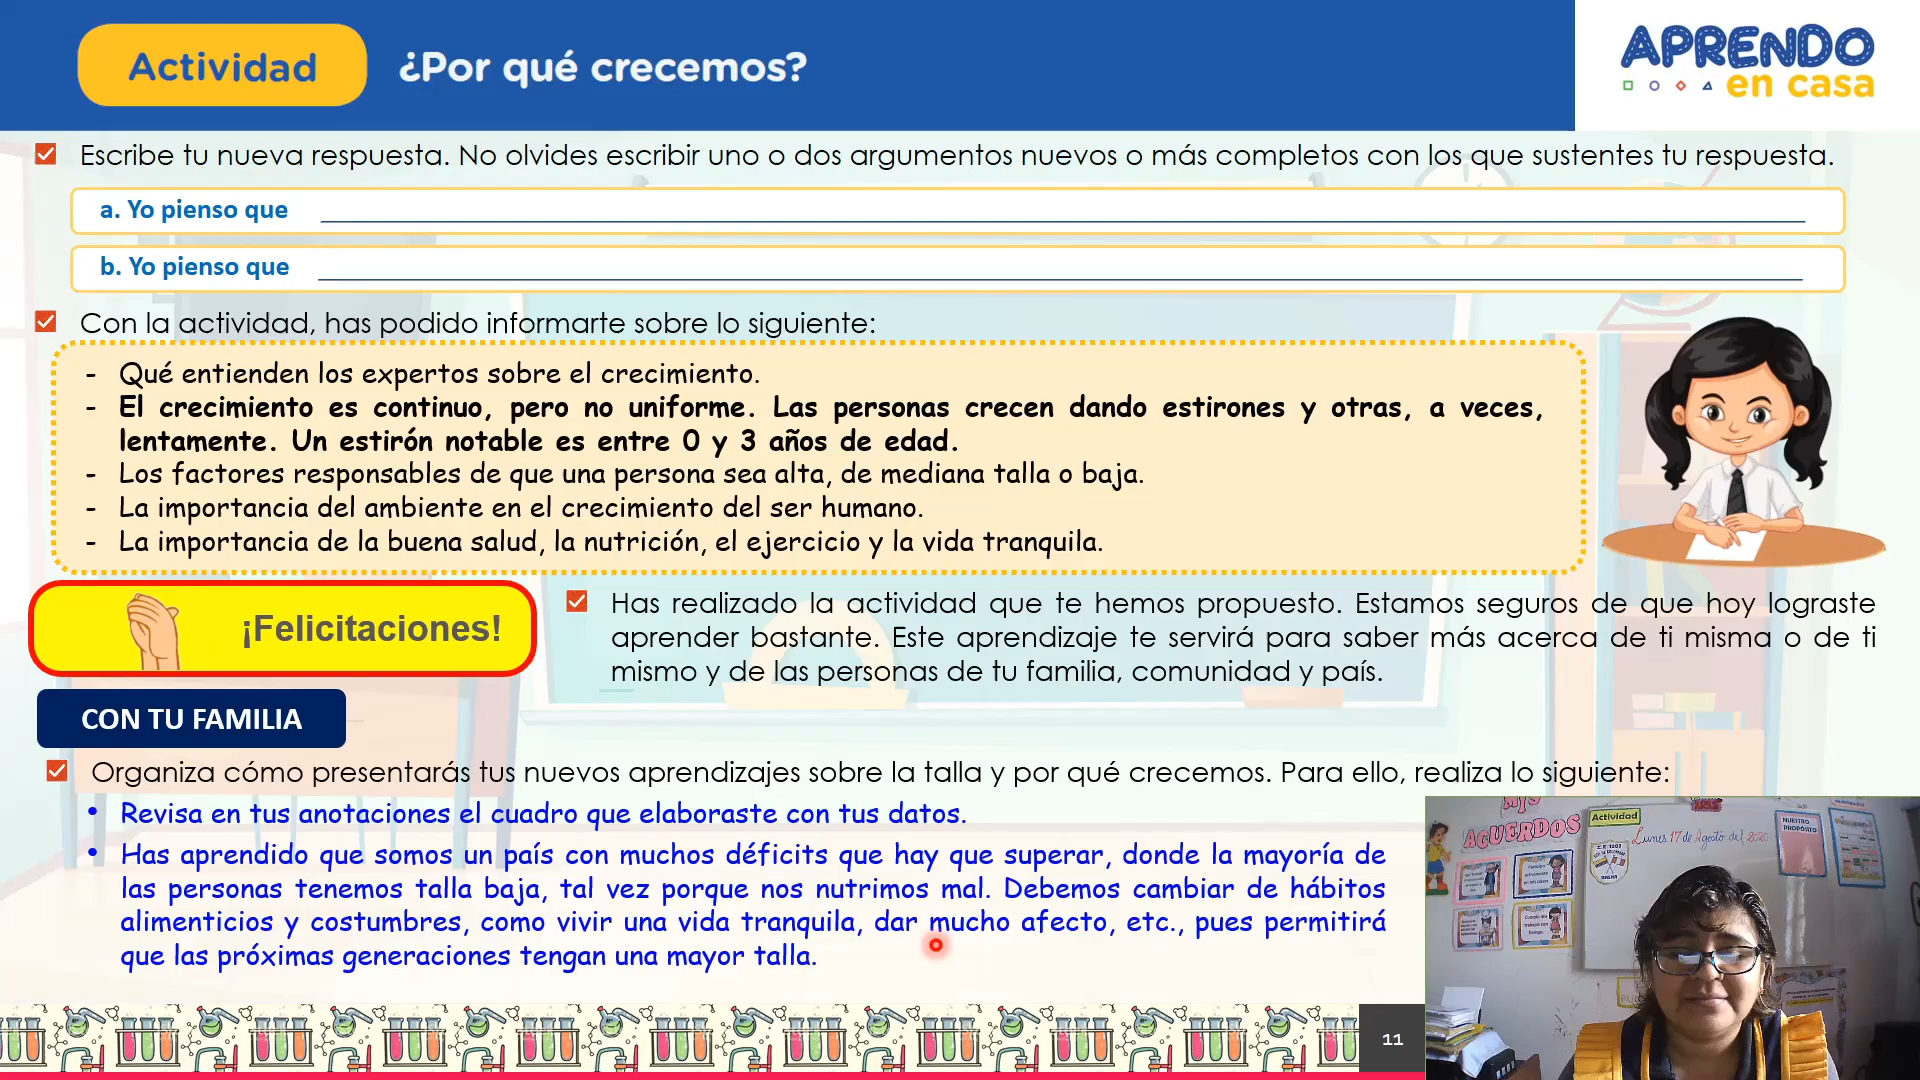 Actividad
¿Por qué crecemos?
APRENDO
en casa
Escribe tu nueva respuesta. No olvides escribir uno o dos argumentos nuevos o más completos con los que sustentes tu respuesta.
a. Yo pienso que
b. Yo pienso que
Con la actividad, has podido informarte sobre lo siguiente:
- Qué entienden los expertos sobre el crecimiento.
- El crecimiento es continuo, pero no uniforme. Las personas crecen dando estirones y otras, a veces,
lentamente. Un estirón notable es entre 0 y 3 años de edad.
- Los factores responsables de que una persona sea alta, de mediana talla o baja.
- La importancia del ambiente en el crecimiento del ser humano.
- La importancia de la buena salud, la nutrición, el ejercicio y la vida tranquila.
¡Felicitaciones!
Has realizado la actividad que te hemos propuesto. Estamos seguros de que hoy lograste
aprender bastante. Este aprendizaje te servirá para saber más acerca de ti misma o de ti
mismo y de las personas de tu familia, comunidad y país.
CON TU FAMILIA
Organiza cómo presentarás tus nuevos aprendizajes sobre la talla y por qué crecemos. Para ello, realiza lo siguiente:
• Revisa en tus anotaciones el cuadro que elaboraste con tus datos.
• Has aprendido que somos un país con muchos déficits que hay que superar, donde la mayoría de
las personas tenemos talla baja, tal vez porque nos nutrimos mal. Debemos cambiar de hábitos
alimenticios y costumbres, como vivir una vida tranquila, dar mucho afecto, etc., pues permitirá
que las próximas generaciones tengan una mayor talla.
11
MIS
ACUERDOS
Actividad
Lunes 17 de Agosto del 2020
NUESTRO
PROPÓSITO